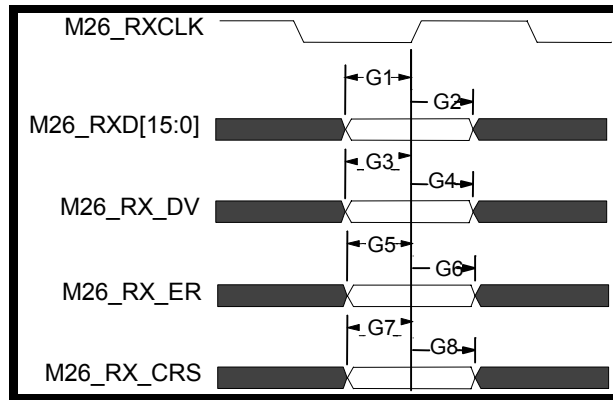 M26_RXCLK
G1
G2
M26_RXD[15:0]
G3
G4
M26_RX_DV
G5
G6
M26_RX_ER
G7
G8
M26_RX_CRS